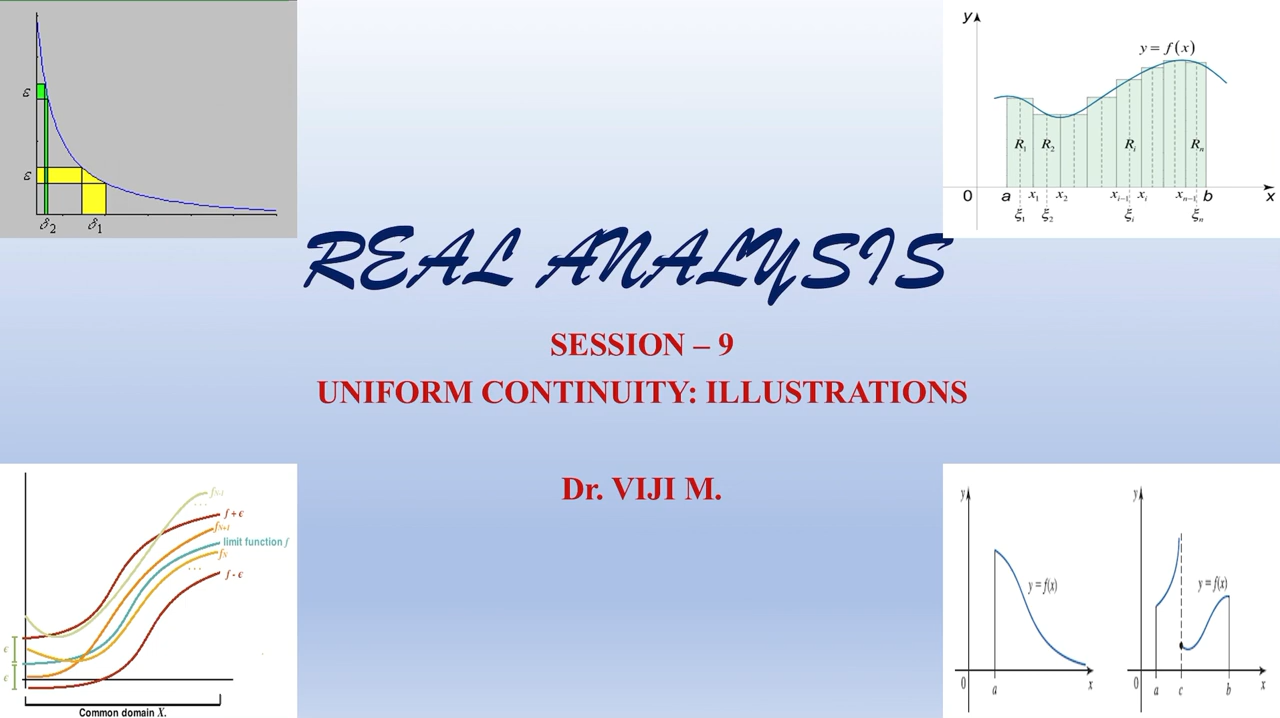 ε
ε
δ₂ δ₁
y
y = f(x)
R₁ R₂ Rᵢ Rₙ
0 a x₁ x₂ xᵢ₋₁ xᵢ xₙ₋₁ b x
ξ₁ ξ₂ ξᵢ ξₙ
REAL ANALYSIS
SESSION – 9
UNIFORM CONTINUITY: ILLUSTRATIONS
Dr. VIJI M.
...
f + ϵ
limit function f
...
f - ϵ
ϵ
ϵ
Common domain X.
y
y = f(x)
0 a x
y
y = f(x)
0 a c b x